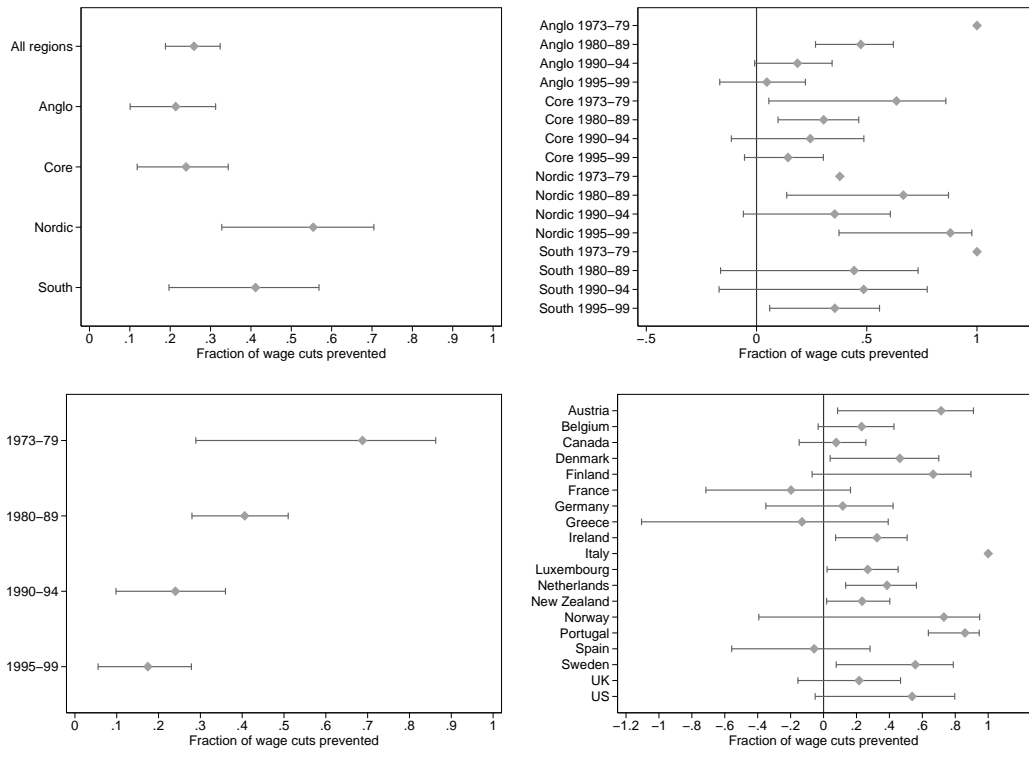 All regions
Anglo
Core
Nordic
South
0 .1 .2 .3 .4 .5 .6 .7 .8 .9 1
Fraction of wage cuts prevented
Anglo 1973–79
Anglo 1980–89
Anglo 1990–94
Anglo 1995–99
Core 1973–79
Core 1980–89
Core 1990–94
Core 1995–99
Nordic 1973–79
Nordic 1980–89
Nordic 1990–94
Nordic 1995–99
South 1973–79
South 1980–89
South 1990–94
South 1995–99
−.5 0 .5 1
Fraction of wage cuts prevented
1973–79
1980–89
1990–94
1995–99
0 .1 .2 .3 .4 .5 .6 .7 .8 .9 1
Fraction of wage cuts prevented
Austria
Belgium
Canada
Denmark
Finland
France
Germany
Greece
Ireland
Italy
Luxembourg
Netherlands
New Zealand
Norway
Portugal
Spain
Sweden
UK
US
−1.2 −1 −.8 −.6 −.4 −.2 0 .2 .4 .6 .8 1
Fraction of wage cuts prevented